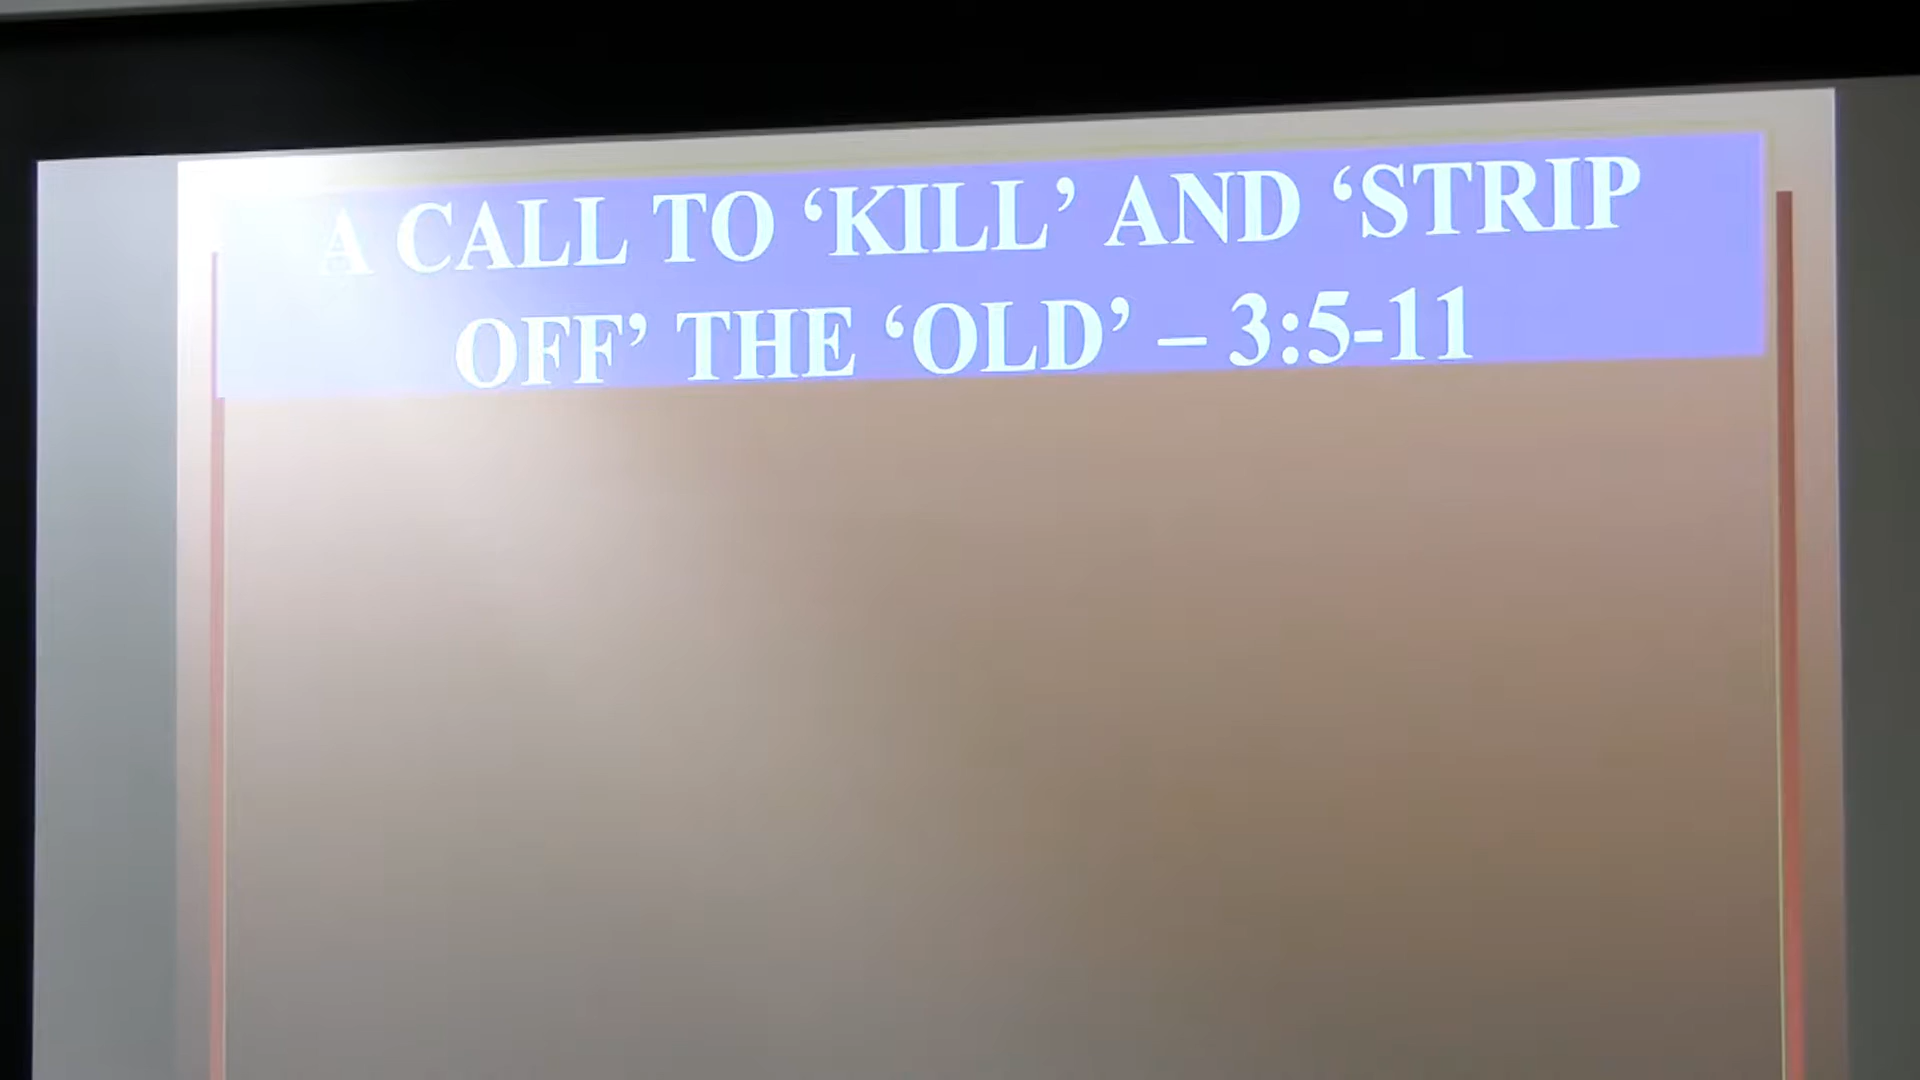 A CALL TO ‘KILL’ AND ‘STRIP
OFF’ THE ‘OLD’ – 3:5-11